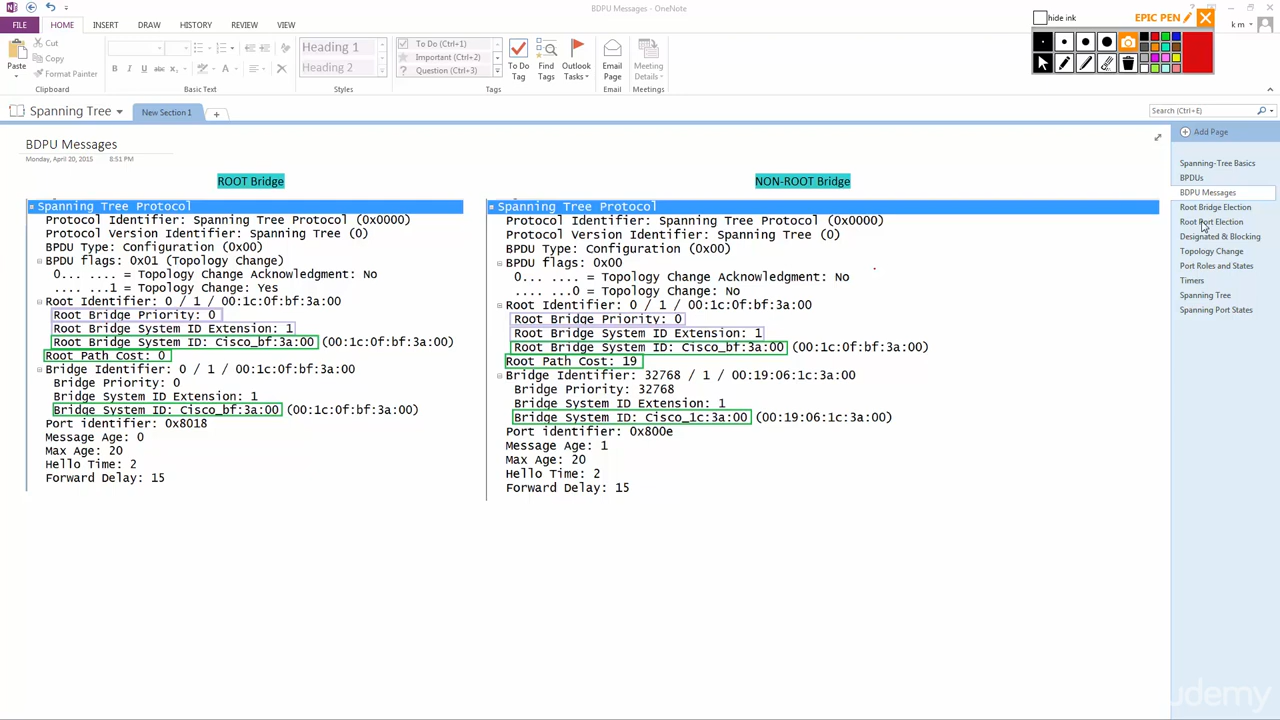 BDPU Messages - OneNote
hide ink
EPIC PEN
FILE HOME INSERT DRAW HISTORY REVIEW VIEW
k m
Paste
Cut
Copy
Format Painter
Clipboard
B I U abc
Basic Text
Heading 1
Heading 2
Styles
To Do (Ctrl+1)
Important (Ctrl+2)
Question (Ctrl+3)
To Do Tag
Find Tags
Outlook Tasks
Tags
Email Page
Email
Meeting Details
Meetings
Spanning Tree
New Section 1
Search (Ctrl+E)
BDPU Messages
Monday, April 20, 2015 8:51 PM
ROOT Bridge
Spanning Tree Protocol
Protocol Identifier: Spanning Tree Protocol (0x0000)
Protocol Version Identifier: Spanning Tree (0)
BPDU Type: Configuration (0x00)
BPDU flags: 0x01 (Topology Change)
0... .... = Topology Change Acknowledgment: No
.... ...1 = Topology Change: Yes
Root Identifier: 0 / 1 / 00:1c:0f:bf:3a:00
Root Bridge Priority: 0
Root Bridge System ID Extension: 1
Root Bridge System ID: Cisco_bf:3a:00 (00:1c:0f:bf:3a:00)
Root Path Cost: 0
Bridge Identifier: 0 / 1 / 00:1c:0f:bf:3a:00
Bridge Priority: 0
Bridge System ID Extension: 1
Bridge System ID: Cisco_bf:3a:00 (00:1c:0f:bf:3a:00)
Port identifier: 0x8018
Message Age: 0
Max Age: 20
Hello Time: 2
Forward Delay: 15
NON-ROOT Bridge
Spanning Tree Protocol
Protocol Identifier: Spanning Tree Protocol (0x0000)
Protocol Version Identifier: Spanning Tree (0)
BPDU Type: Configuration (0x00)
BPDU flags: 0x00
0... .... = Topology Change Acknowledgment: No
.... ...0 = Topology Change: No
Root Identifier: 0 / 1 / 00:1c:0f:bf:3a:00
Root Bridge Priority: 0
Root Bridge System ID Extension: 1
Root Bridge System ID: Cisco_bf:3a:00 (00:1c:0f:bf:3a:00)
Root Path Cost: 19
Bridge Identifier: 32768 / 1 / 00:19:06:1c:3a:00
Bridge Priority: 32768
Bridge System ID Extension: 1
Bridge System ID: Cisco_1c:3a:00 (00:19:06:1c:3a:00)
Port identifier: 0x800e
Message Age: 1
Max Age: 20
Hello Time: 2
Forward Delay: 15
Add Page
Spanning-Tree Basics
BPDUs
BDPU Messages
Root Bridge Election
Root Port Election
Designated & Blocking
Topology Change
Port Roles and States
Timers
Spanning Tree
Spanning Port States
udemy